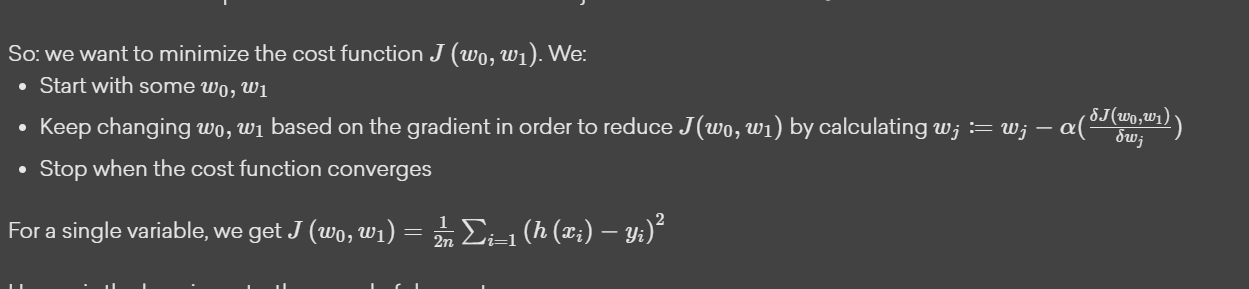 So: we want to minimize the cost function J (w₀, w₁). We:
• Start with some w₀, w₁
• Keep changing w₀, w₁ based on the gradient in order to reduce J(w₀, w₁) by calculating wⱼ := wⱼ − α(δJ(w₀,w₁)/δwⱼ)
• Stop when the cost function converges
For a single variable, we get J (w₀, w₁) = 1/2n ∑ᵢ₌₁ (h (xᵢ) − yᵢ)²